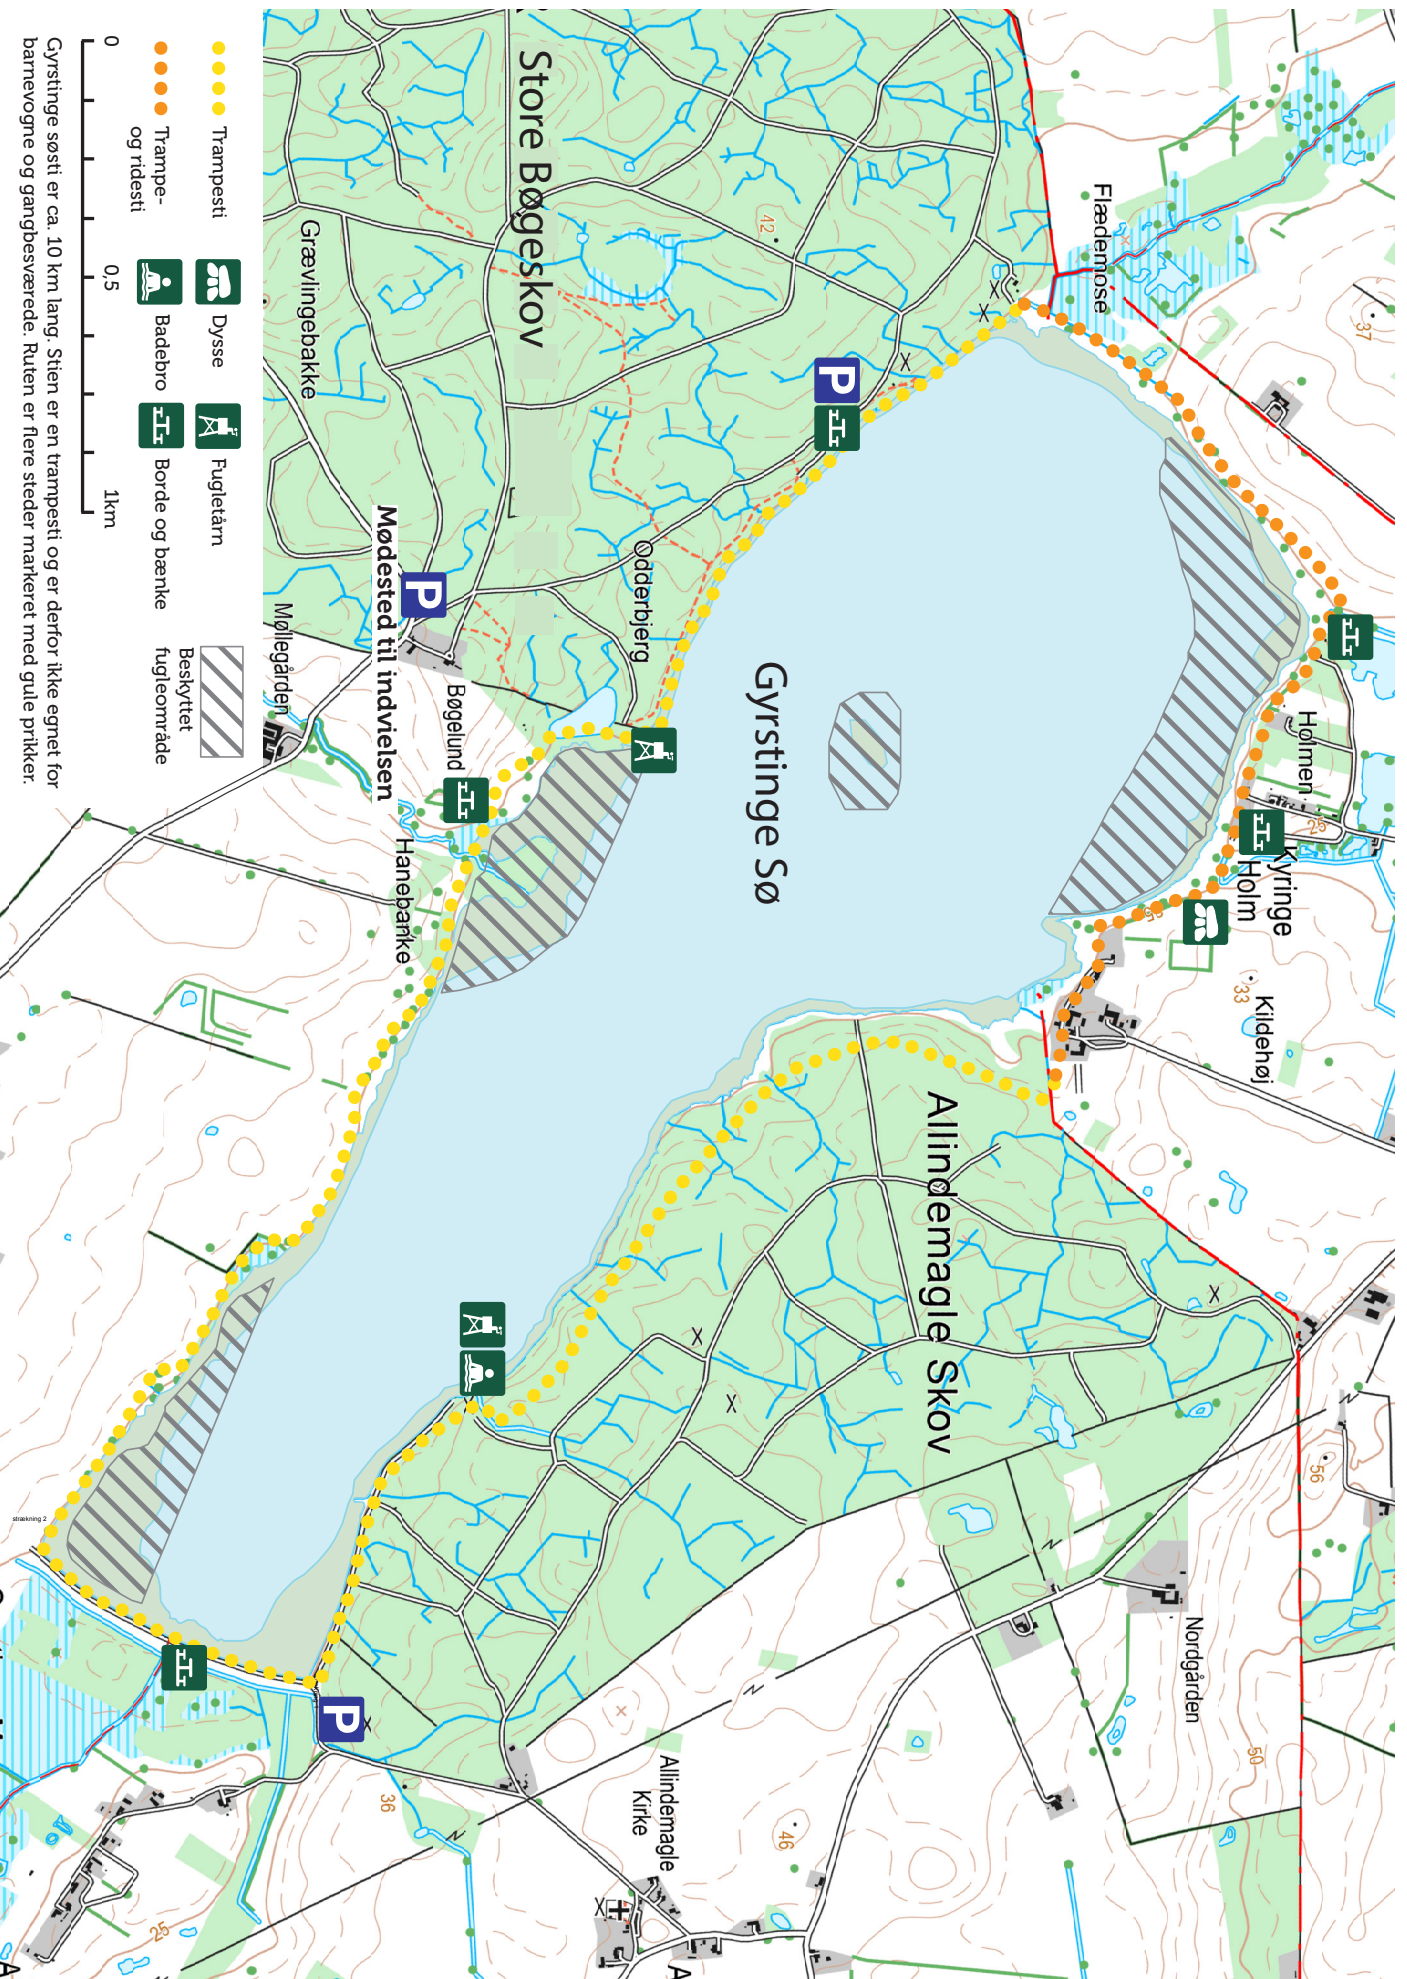 Store Bøgeskov
Grævlingebakke
Flædemose
42
37
P
P
Mødested til indvielsen
Møllegården
Odderbjerg
Bøgelund
Hanebanke
Gyrstinge Sø
Holmen
25
Kyringe
Holm
33
Kildehøj
Allindemagle Skov
56
Nordgården
50
P
36
Allindemagle
Kirke
46
25
A
A
strækning 2
Trampesti
Trampe-
og ridesti
Dysse
Badebro
Fugletårn
Borde og bænke
Beskyttet
fugleområde
0
0,5
1km
Gyrstinge søsti er ca. 10 km lang. Stien er en trampesti og er derfor ikke egnet for
barnevogne og gangbesværede. Ruten er flere steder markeret med gule prikker.